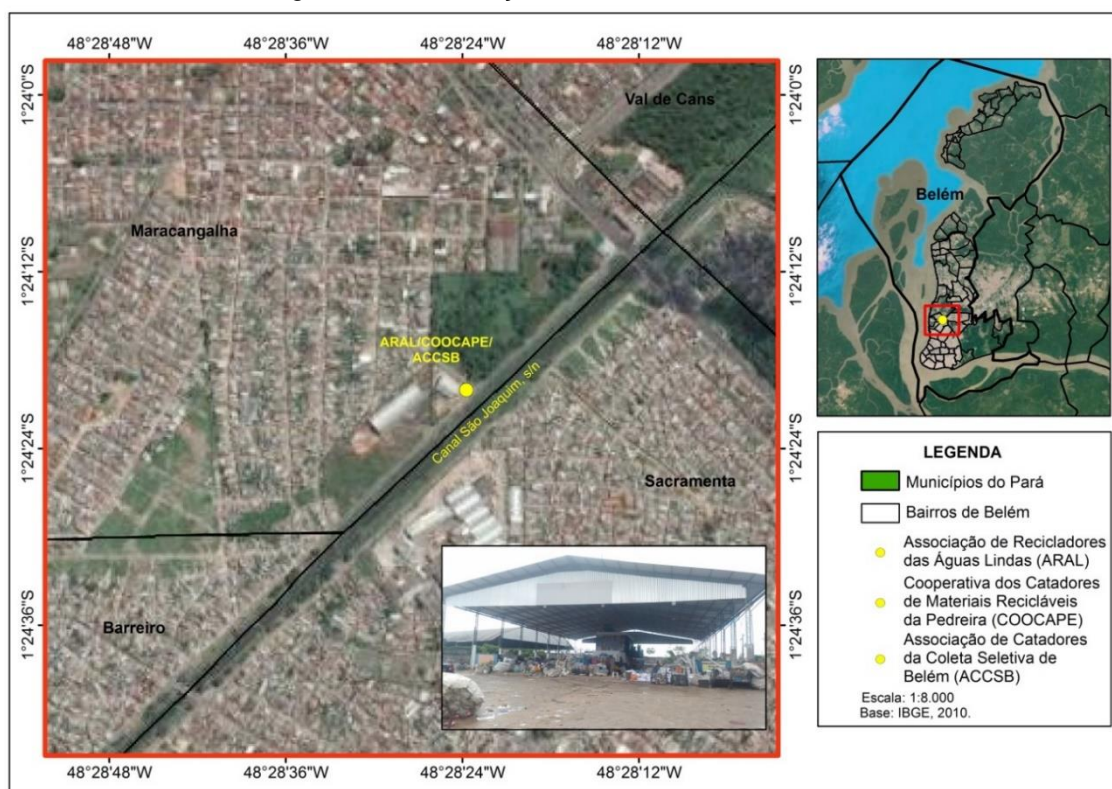 48°28'48"W
48°28'36"W
48°28'24"W
48°28'12"W
1°24'0"S
1°24'12"S
1°24'24"S
1°24'36"S
Val de Cans
Maracangalha
ARAL/COOCAPE/
ACCSB
Canal São Joaquim, s/n
Sacramenta
Barreiro
1°24'0"S
1°24'12"S
1°24'24"S
1°24'36"S
48°28'48"W
48°28'36"W
48°28'24"W
48°28'12"W
Belém
LEGENDA
Municípios do Pará
Bairros de Belém
Associação de Recicladores
das Águas Lindas (ARAL)
Cooperativa dos Catadores
de Materiais Recicláveis
da Pedreira (COOCAPE)
Associação de Catadores
da Coleta Seletiva de
Belém (ACCSB)
Escala: 1:8.000
Base: IBGE, 2010.